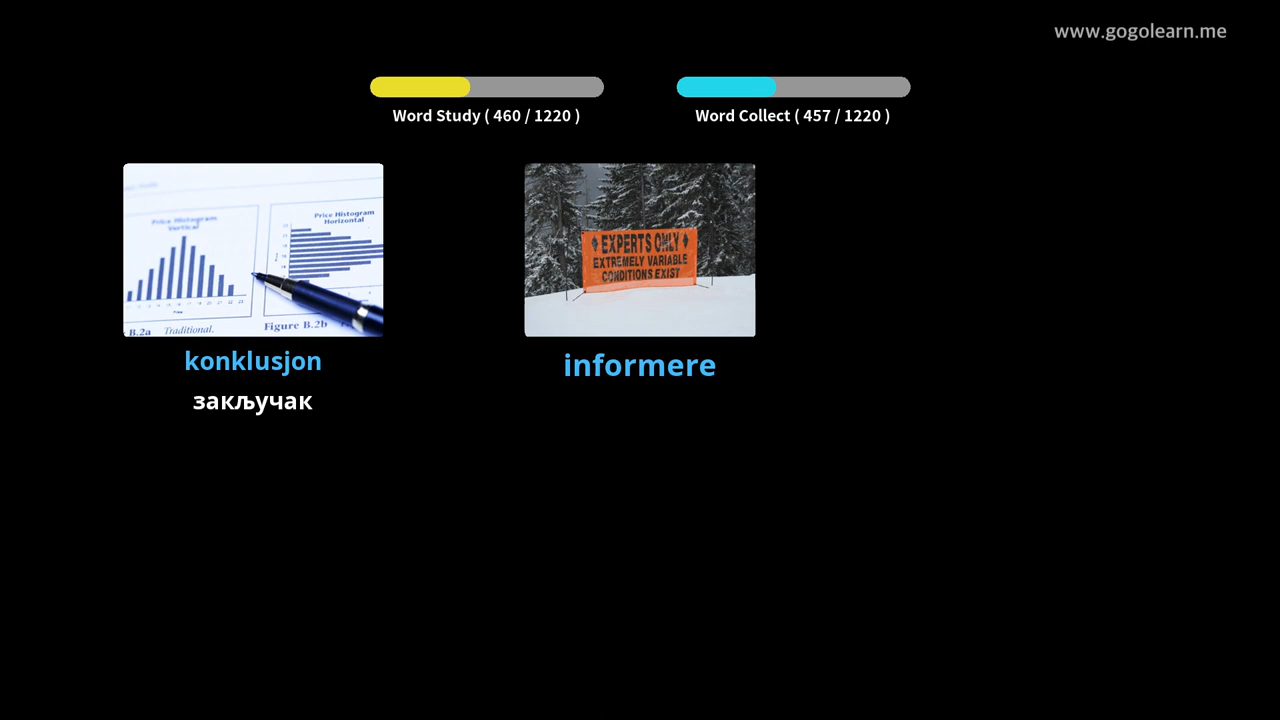 www.gogolearn.me
Word Study ( 460 / 1220 )
Word Collect ( 457 / 1220 )
Price Histogram
Vertical
Price Histogram
Horizontal
B.2a Traditional.
Figure B.2b
konklusjon
закључак
EXPERTS ONLY
EXTREMELY VARIABLE
CONDITIONS EXIST
informere